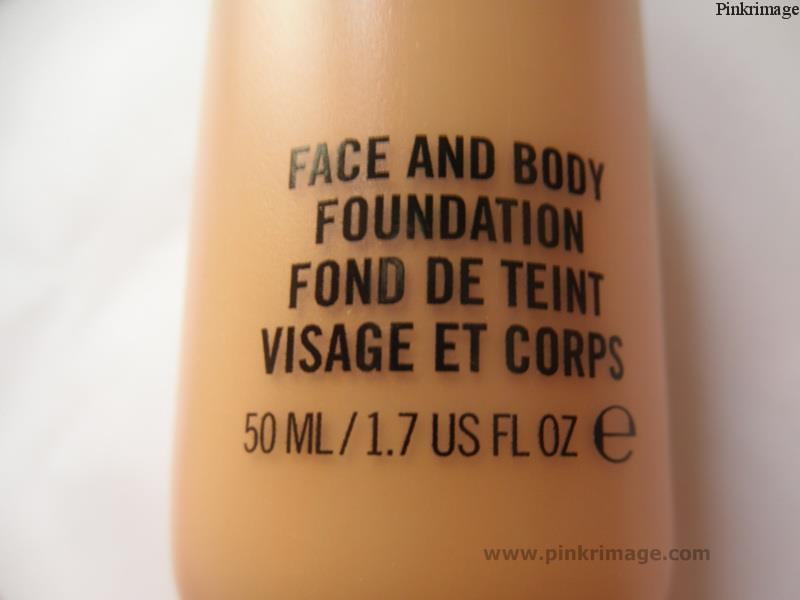 Pinkrimage
FACE AND BODY
FOUNDATION
FOND DE TEINT
VISAGE ET CORPS
50 ML / 1.7 US FL OZ ℮
www.pinkrimage.com